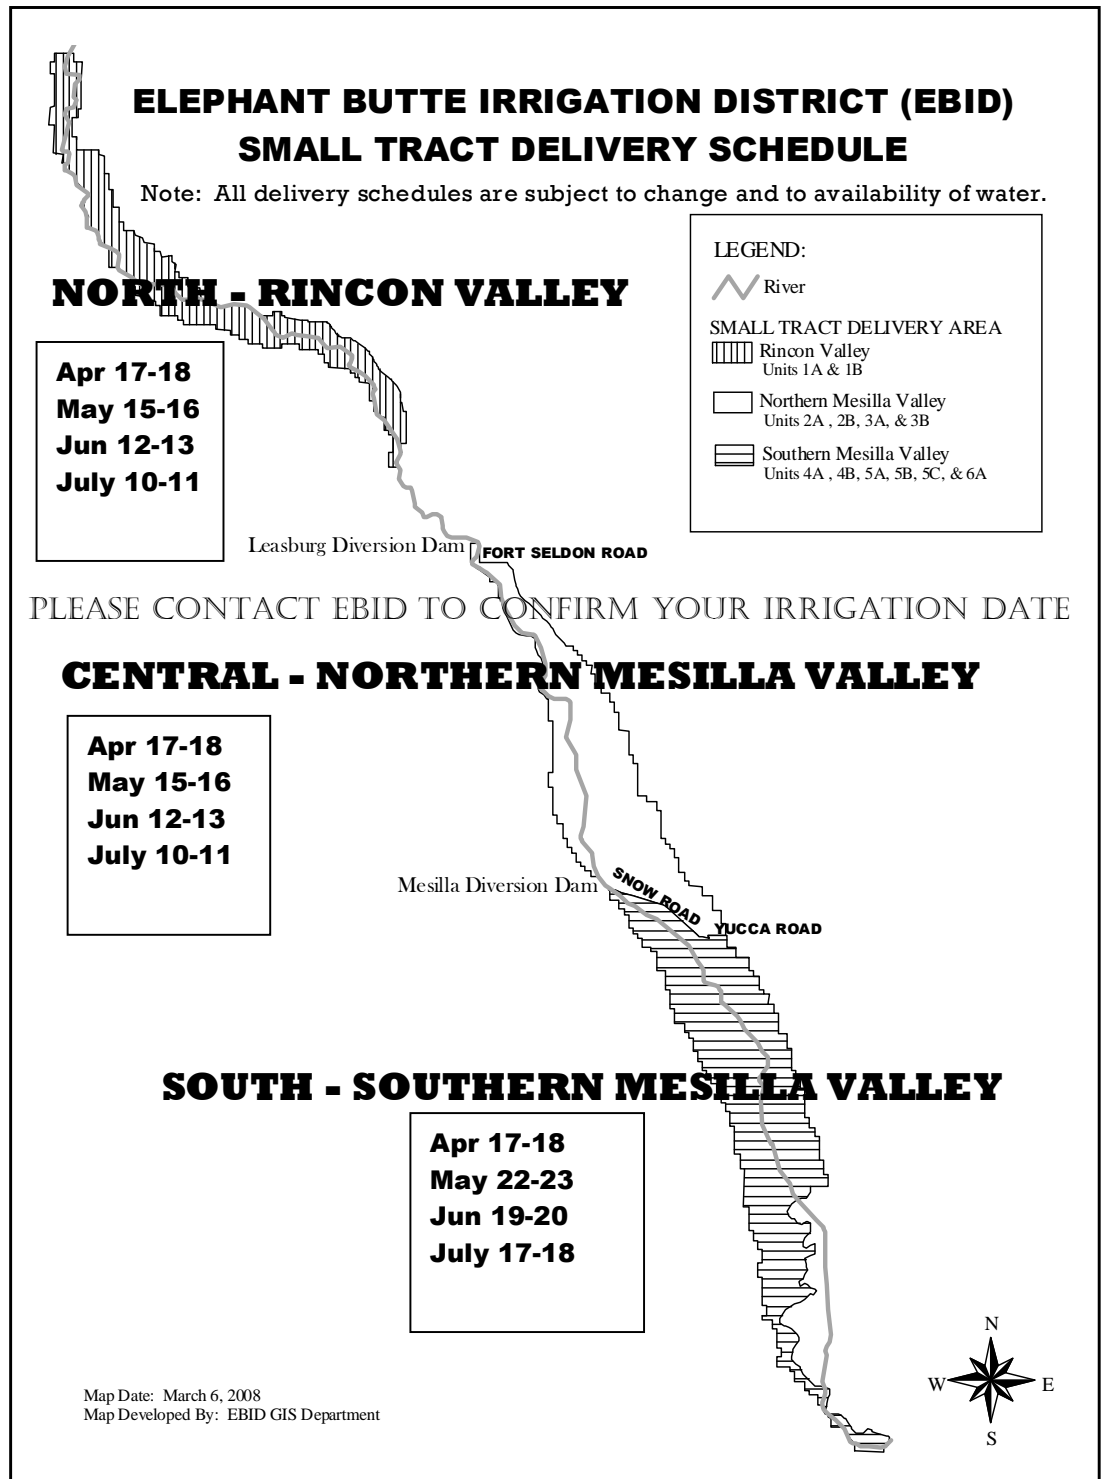 ELEPHANT BUTTE IRRIGATION DISTRICT (EBID)
SMALL TRACT DELIVERY SCHEDULE
Note: All delivery schedules are subject to change and to availability of water.
LEGEND:
River
SMALL TRACT DELIVERY AREA
Rincon Valley
Units 1A & 1B
Northern Mesilla Valley
Units 2A , 2B, 3A, & 3B
Southern Mesilla Valley
Units 4A , 4B, 5A, 5B, 5C, & 6A
NORTH - RINCON VALLEY
Apr 17-18
May 15-16
Jun 12-13
July 10-11
Leasburg Diversion Dam
FORT SELDON ROAD
PLEASE CONTACT EBID TO CONFIRM YOUR IRRIGATION DATE
CENTRAL - NORTHERN MESILLA VALLEY
Apr 17-18
May 15-16
Jun 12-13
July 10-11
Mesilla Diversion Dam
SNOW ROAD
YUCCA ROAD
SOUTH - SOUTHERN MESILLA VALLEY
Apr 17-18
May 22-23
Jun 19-20
July 17-18
N
W
E
S
Map Date: March 6, 2008
Map Developed By: EBID GIS Department